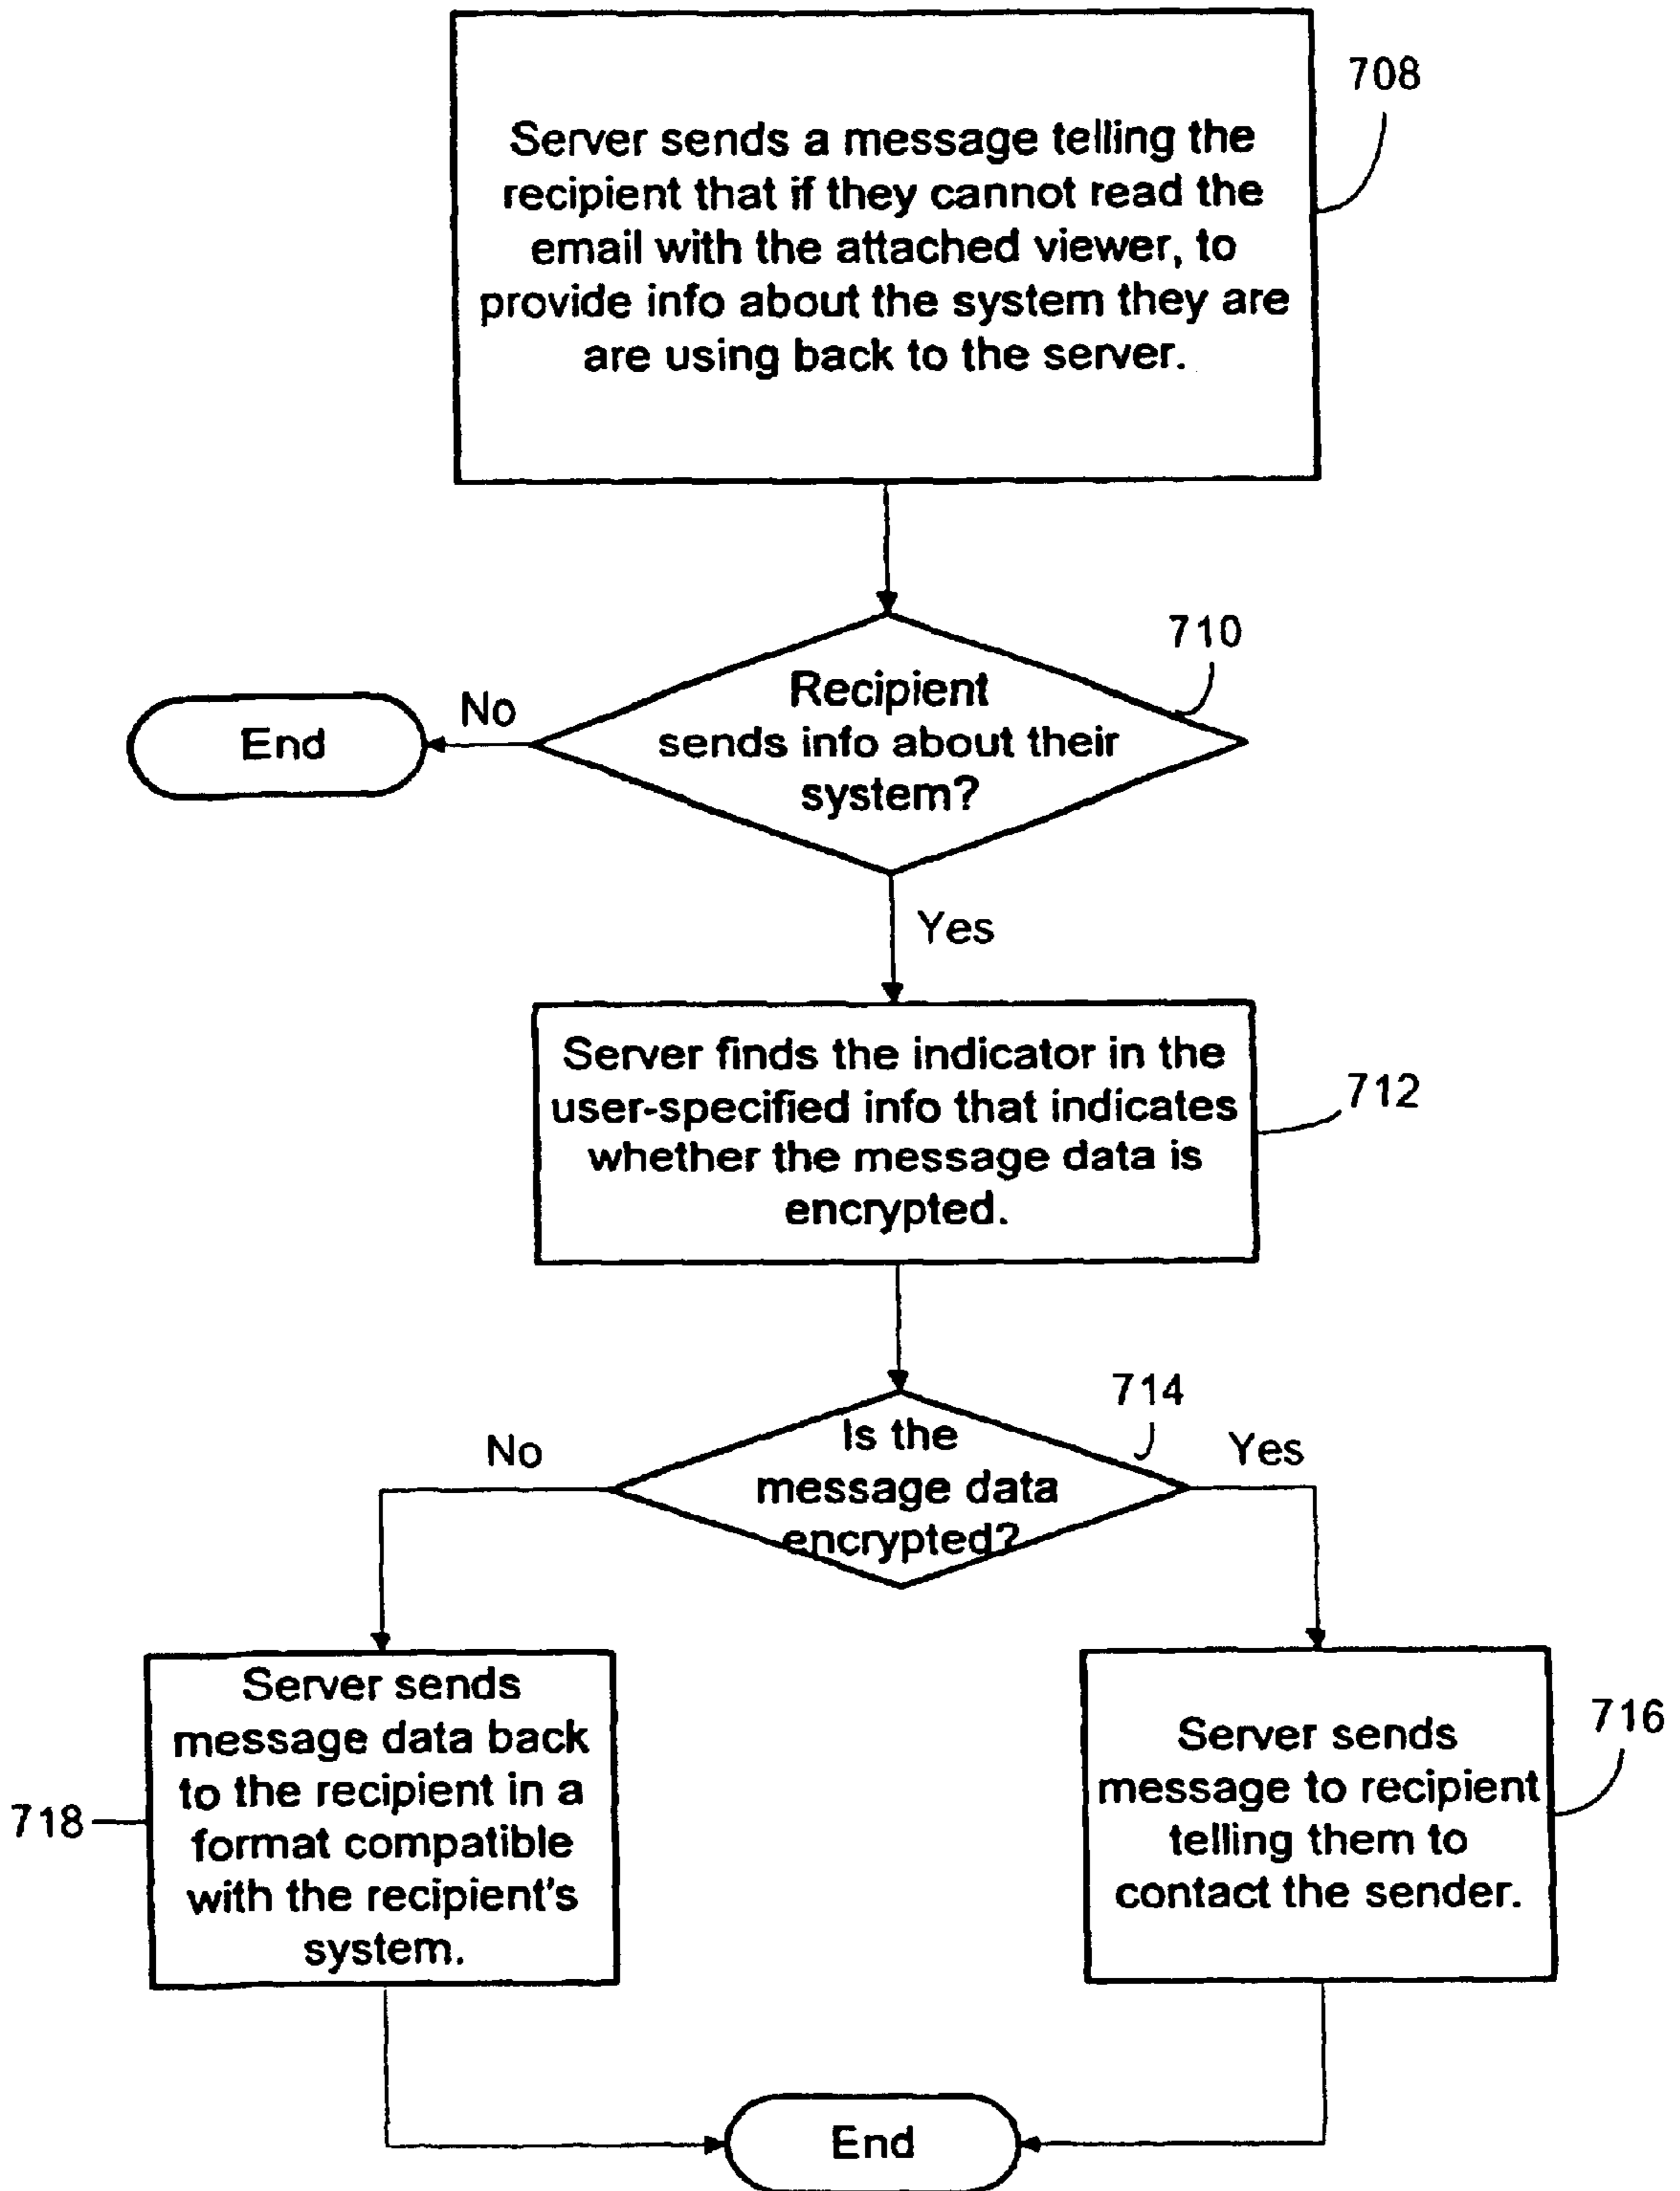 708
Server sends a message telling the
recipient that if they cannot read the
email with the attached viewer, to
provide info about the system they are
are using back to the server.
710
Recipient
sends info about their
system?
No
End
Yes
Server finds the indicator in the
user-specified info that indicates
whether the message data is
encrypted.
712
714
Is the
message data
encrypted?
No
Yes
Server sends
message data back
to the recipient in a
format compatible
with the recipient's
system.
718
Server sends
message to recipient
telling them to
contact the sender.
716
End